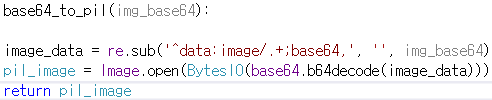 base64_to_pil(img_base64):
image_data = re.sub('^data:image/.+;base64,', '', img_base64)
pil_image = Image.open(BytesIO(base64.b64decode(image_data)))
return pil_image